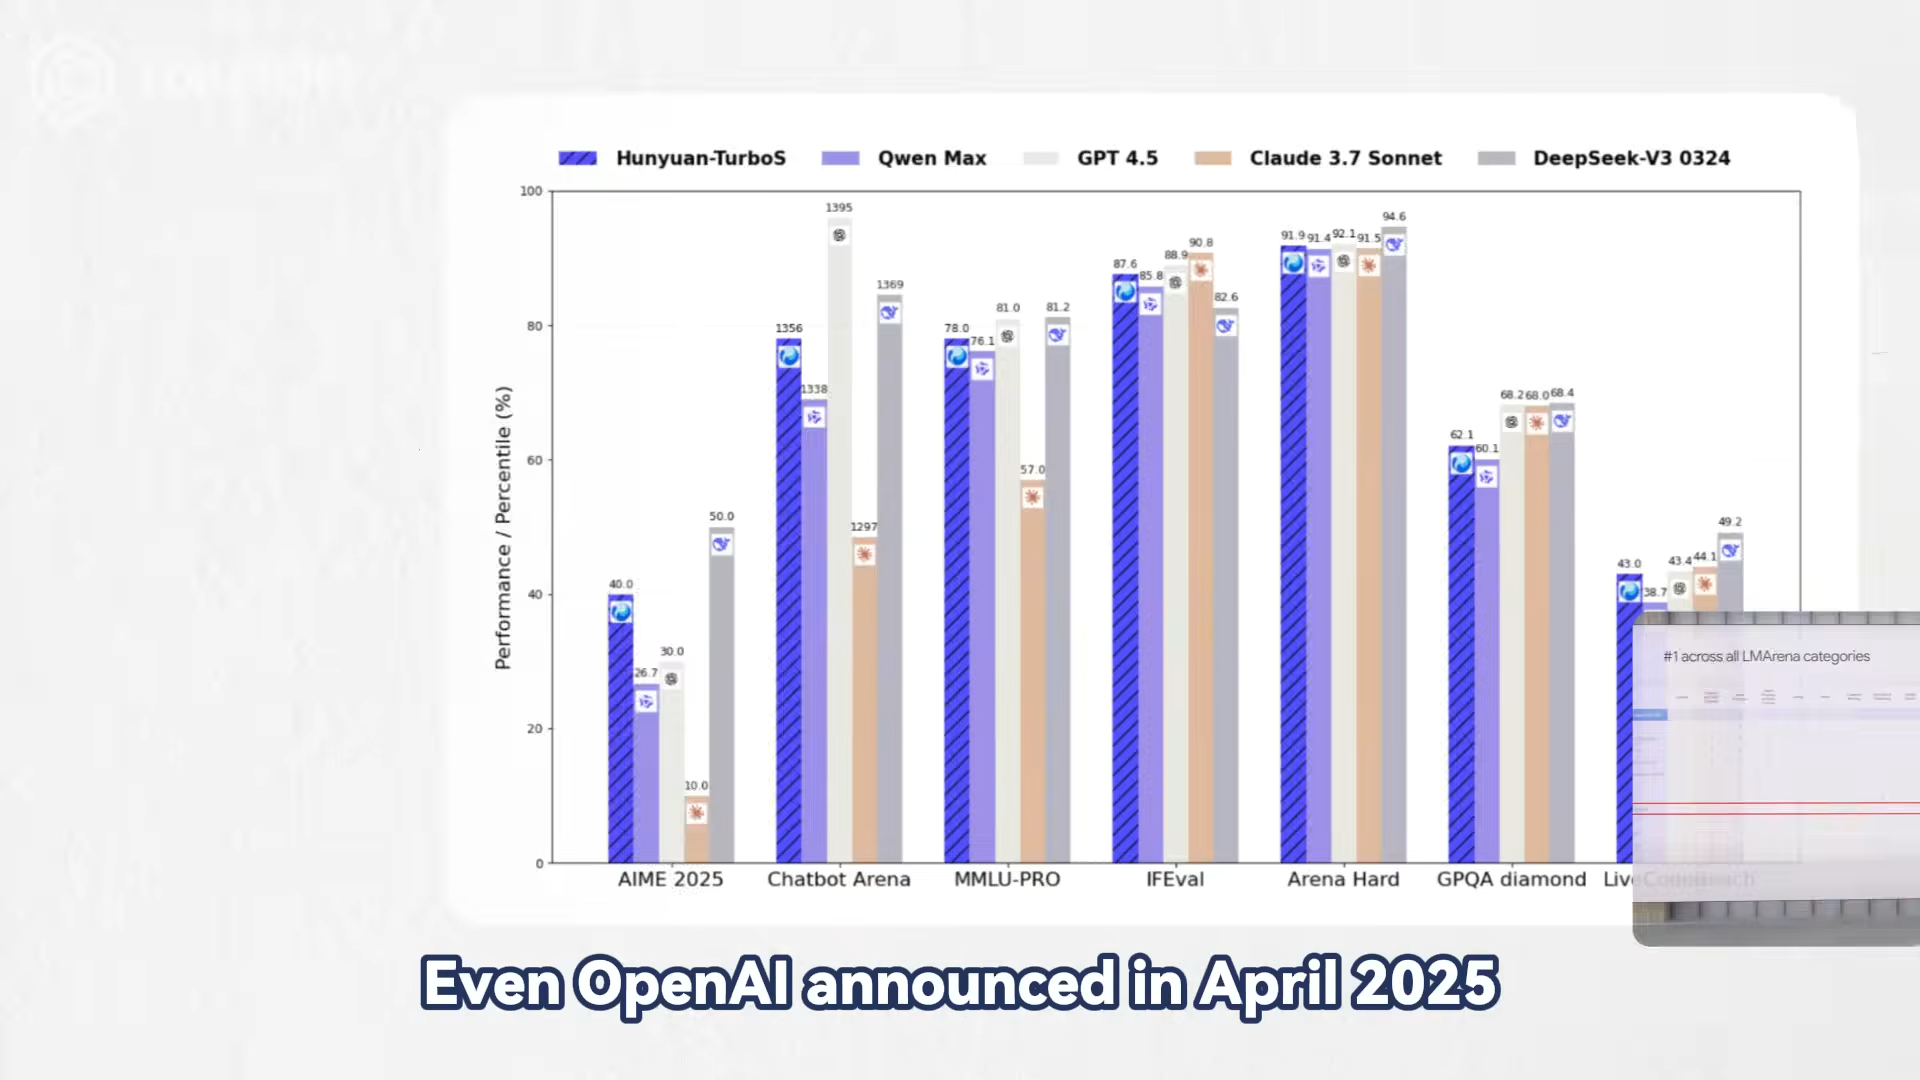 Hunyuan-TurboS Qwen Max GPT 4.5 Claude 3.7 Sonnet DeepSeek-V3 0324
Performance / Percentile (%)
100
80
60
40
20
0
40.0 26.7 30.0 10.0 50.0
1356 1338 1395 1297 1369
78.0 76.1 81.0 57.0 81.2
87.6 85.8 88.9 90.8 82.6
91.9 91.4 92.1 91.5 94.6
62.1 60.1 68.2 68.0 68.4
43.0 38.7 43.4 44.1 49.2
AIME 2025 Chatbot Arena MMLU-PRO IFEval Arena Hard GPQA diamond LiveCodeBench
#1 across all LMArena categories
Even OpenAI announced in April 2025